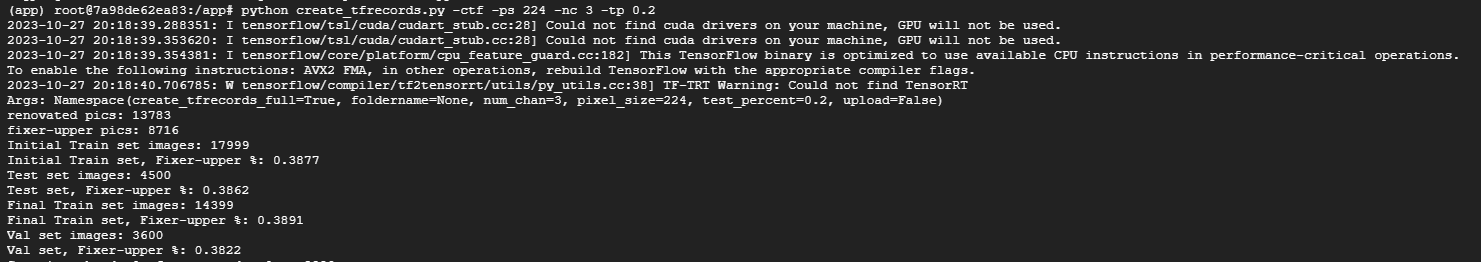 (app) root@7a98de62ea83:/app# python create_tfrecords.py -ctf -ps 224 -nc 3 -tp 0.2
2023-10-27 20:18:39.288351: I tensorflow/tsl/cuda/cudart_stub.cc:28] Could not find cuda drivers on your machine, GPU will not be used.
2023-10-27 20:18:39.353620: I tensorflow/tsl/cuda/cudart_stub.cc:28] Could not find cuda drivers on your machine, GPU will not be used.
2023-10-27 20:18:39.354381: I tensorflow/core/platform/cpu_feature_guard.cc:182] This TensorFlow binary is optimized to use available CPU instructions in performance-critical operations.
To enable the following instructions: AVX2 FMA, in other operations, rebuild TensorFlow with the appropriate compiler flags.
2023-10-27 20:18:40.706785: W tensorflow/compiler/tf2tensorrt/utils/py_utils.cc:38] TF-TRT Warning: Could not find TensorRT
Args: Namespace(create_tfrecords_full=True, foldername=None, num_chan=3, pixel_size=224, test_percent=0.2, upload=False)
renovated pics: 13783
fixer-upper pics: 8716
Initial Train set images: 17999
Initial Train set, Fixer-upper %: 0.3877
Test set images: 4500
Test set, Fixer-upper %: 0.3862
Final Train set images: 14399
Final Train set, Fixer-upper %: 0.3891
Val set images: 3600
Val set, Fixer-upper %: 0.3822